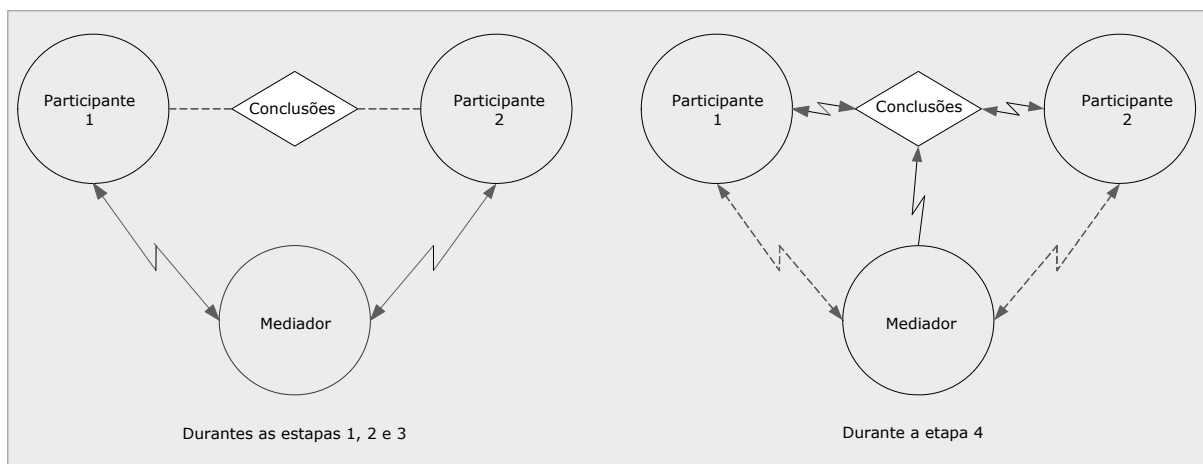 Participante
1
Conclusões
Participante
2
Mediador
Durantes as estapas 1, 2 e 3
Participante
1
Conclusões
Participante
2
Mediador
Durante a etapa 4